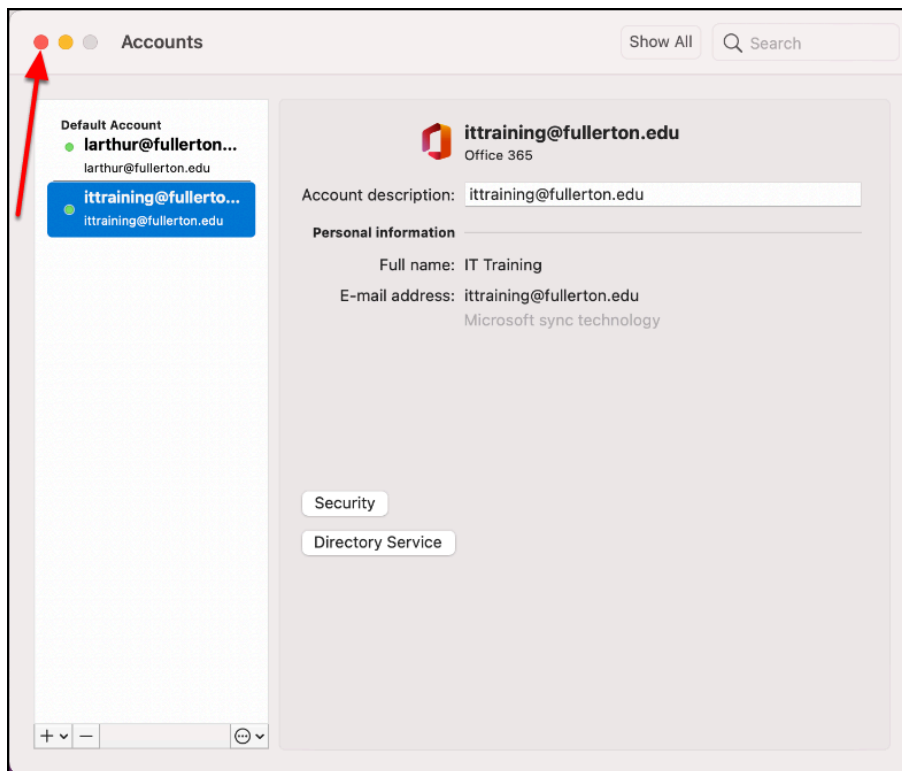 Accounts
Show All
Search
Default Account
larthur@fullerton...
larthur@fullerton.edu
ittraining@fullerto...
ittraining@fullerton.edu
ittraining@fullerton.edu
Office 365
Account description: ittraining@fullerton.edu
Personal information
Full name: IT Training
E-mail address: ittraining@fullerton.edu
Microsoft sync technology
Security
Directory Service